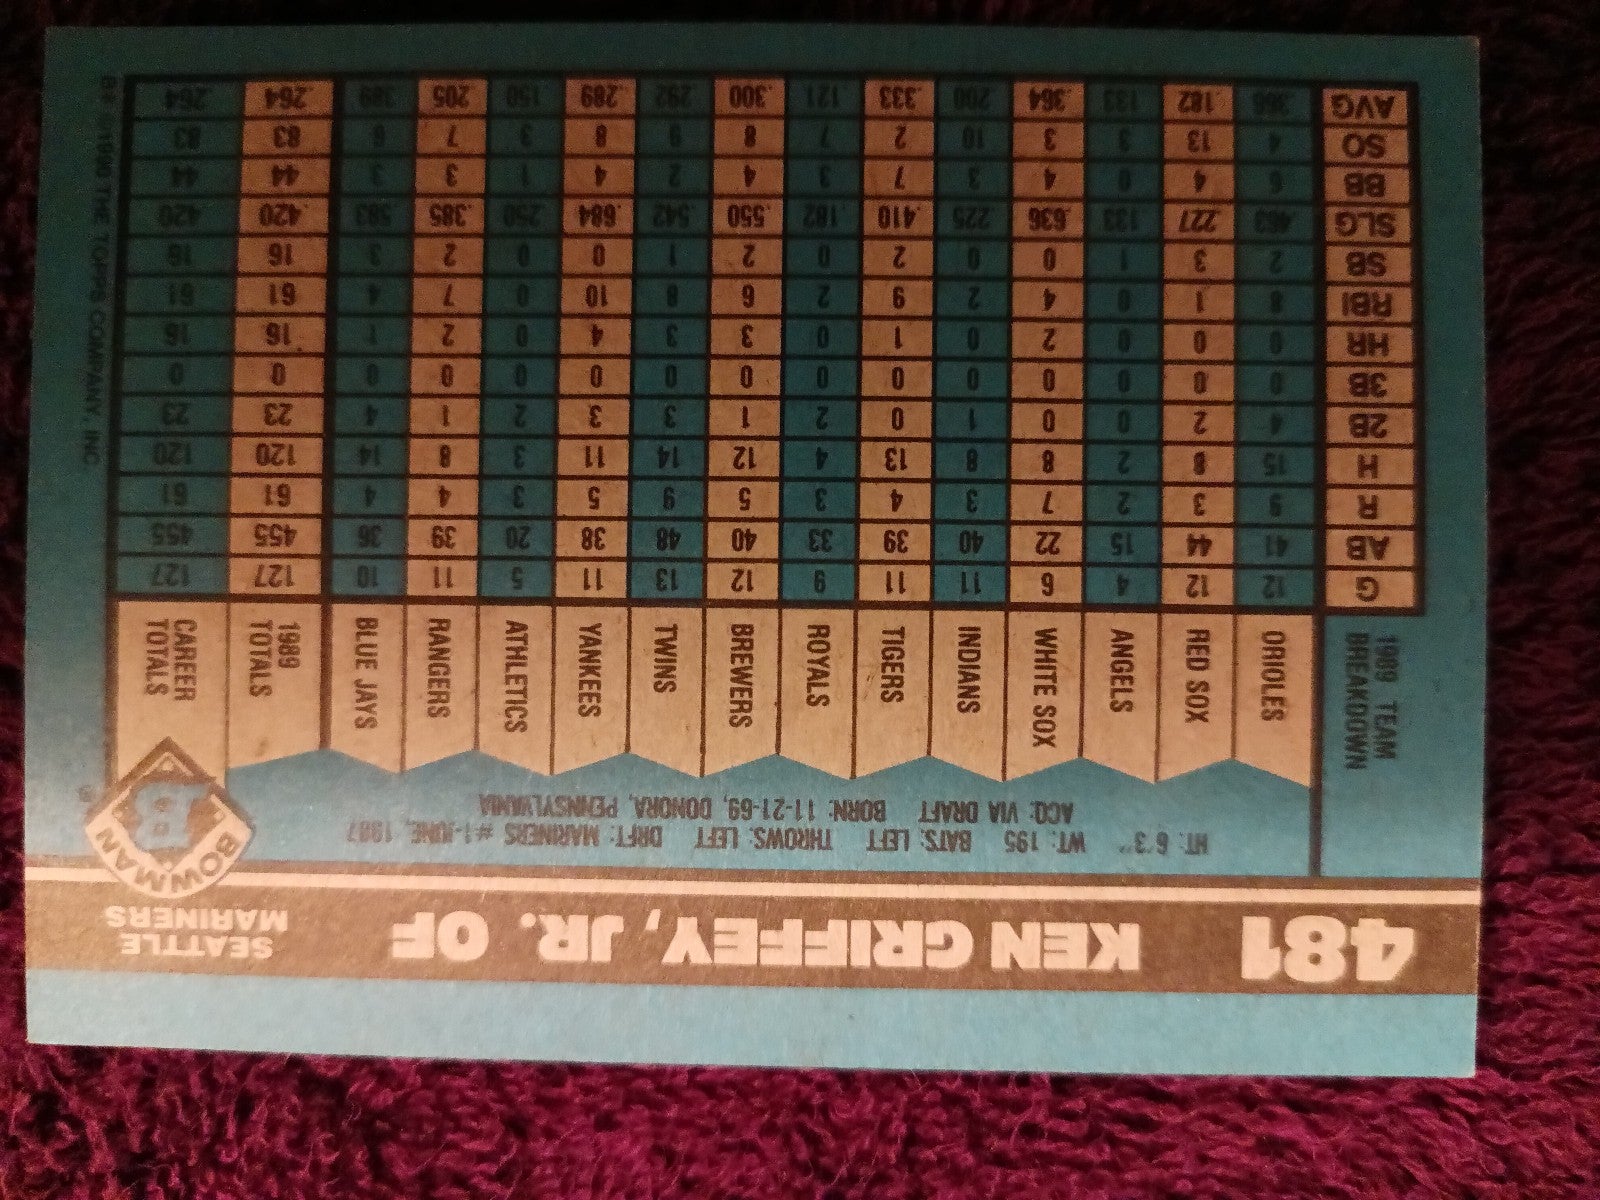 481 KEN GRIFFEY, JR. OF SEATTLE
MARINERS
BOWMAN
B
HT: 6'3" WT: 195 BATS: LEFT THROWS: LEFT DRFT: MARINERS #1-JUNE, 1987
ACQ: VIA DRAFT BORN: 11-21-69, DONORA, PENNSYLVANIA
1989 TEAM
BREAKDOWN G AB R H 2B 3B HR RBI SB SLG BB SO AVG
ORIOLES 12 41 9 15 4 0 0 8 2 .463 6 4 .366
RED SOX 12 44 3 8 2 0 0 1 3 .227 4 13 .182
ANGELS 4 15 2 2 0 0 0 0 1 .133 0 3 .133
WHITE SOX 6 22 7 8 0 0 2 4 0 .636 4 3 .364
INDIANS 11 40 3 8 1 0 0 2 0 .225 3 10 .200
TIGERS 11 39 4 13 0 0 1 9 2 .410 7 2 .333
ROYALS 9 33 3 4 2 0 0 2 0 .182 3 7 .121
BREWERS 12 40 5 12 1 0 3 6 2 .550 4 8 .300
TWINS 13 48 9 14 3 0 3 8 1 .542 2 9 .292
YANKEES 11 38 5 11 3 0 4 10 0 .684 4 8 .289
ATHLETICS 5 20 3 3 2 0 0 0 0 .250 1 3 .150
RANGERS 11 39 4 8 1 0 2 7 2 .385 3 7 .205
BLUE JAYS 10 36 4 14 4 0 1 4 3 .583 3 6 .389
1989
TOTALS 127 455 61 120 23 0 16 61 16 .420 44 83 .264
CAREER
TOTALS 127 455 61 120 23 0 16 61 16 .420 44 83 .264
©1990 THE TOPPS COMPANY, INC.